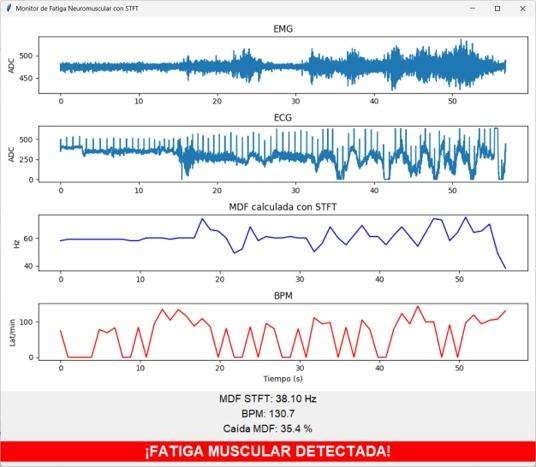 Monitor de Fatiga Neuromuscular con STFT
EMG
ADC
500
450
0 10 20 30 40 50
ECG
ADC
500
250
0
0 10 20 30 40 50
MDF calculada con STFT
Hz
60
40
0 10 20 30 40 50
BPM
Lat/min
100
0
0 10 20 30 40 50
Tiempo (s)
MDF STFT: 38.10 Hz
BPM: 130.7
Caída MDF: 35.4 %
¡FATIGA MUSCULAR DETECTADA!